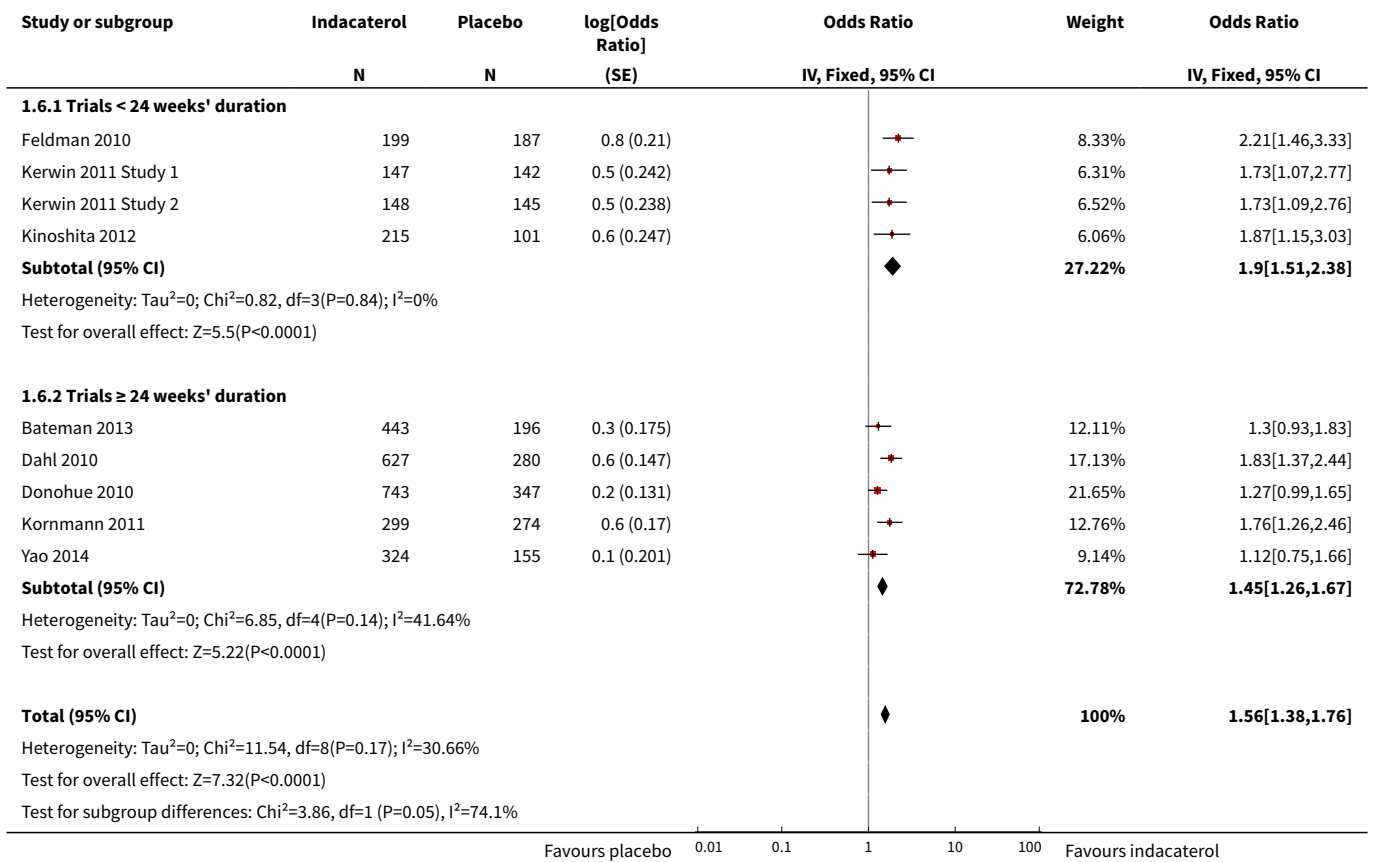 Study or subgroup Indacaterol Placebo log[Odds Ratio] Odds Ratio Weight Odds Ratio
N N (SE) IV, Fixed, 95% CI IV, Fixed, 95% CI
1.6.1 Trials < 24 weeks' duration
Feldman 2010 199 187 0.8 (0.21) 8.33% 2.21[1.46,3.33]
Kerwin 2011 Study 1 147 142 0.5 (0.242) 6.31% 1.73[1.07,2.77]
Kerwin 2011 Study 2 148 145 0.5 (0.238) 6.52% 1.73[1.09,2.76]
Kinoshita 2012 215 101 0.6 (0.247) 6.06% 1.87[1.15,3.03]
Subtotal (95% CI) 27.22% 1.9[1.51,2.38]
Heterogeneity: Tau²=0; Chi²=0.82, df=3(P=0.84); I²=0%
Test for overall effect: Z=5.5(P<0.0001)
1.6.2 Trials ≥ 24 weeks' duration
Bateman 2013 443 196 0.3 (0.175) 12.11% 1.3[0.93,1.83]
Dahl 2010 627 280 0.6 (0.147) 17.13% 1.83[1.37,2.44]
Donohue 2010 743 347 0.2 (0.131) 21.65% 1.27[0.99,1.65]
Kornmann 2011 299 274 0.6 (0.17) 12.76% 1.76[1.26,2.46]
Yao 2014 324 155 0.1 (0.201) 9.14% 1.12[0.75,1.66]
Subtotal (95% CI) 72.78% 1.45[1.26,1.67]
Heterogeneity: Tau²=0; Chi²=6.85, df=4(P=0.14); I²=41.64%
Test for overall effect: Z=5.22(P<0.0001)
Total (95% CI) 100% 1.56[1.38,1.76]
Heterogeneity: Tau²=0; Chi²=11.54, df=8(P=0.17); I²=30.66%
Test for overall effect: Z=7.32(P<0.0001)
Test for subgroup differences: Chi²=3.86, df=1 (P=0.05), I²=74.1%
Favours placebo 0.01 0.1 1 10 100 Favours indacaterol